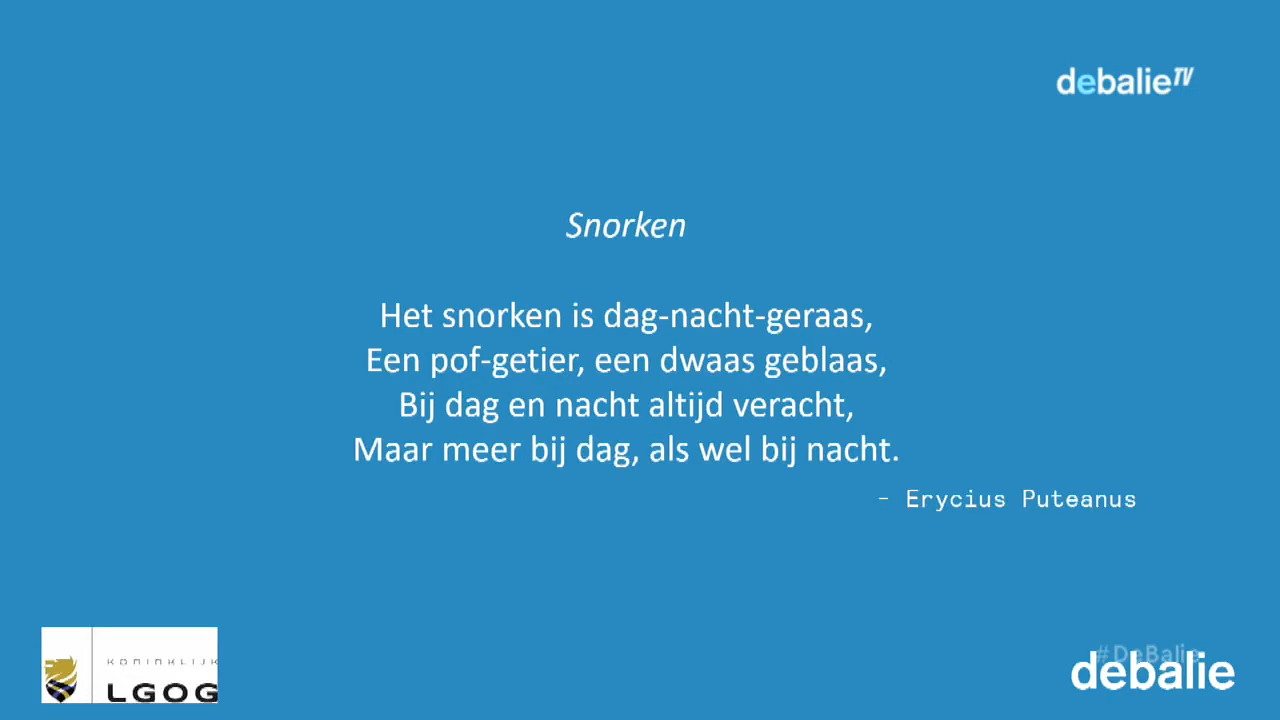 debalieTV
Snorken
Het snorken is dag-nacht-geraas,
Een pof-getier, een dwaas geblaas,
Bij dag en nacht altijd veracht,
Maar meer bij dag, als wel bij nacht.
- Erycius Puteanus
KONINKLIJK
LGOG
#DeBalie
debalie